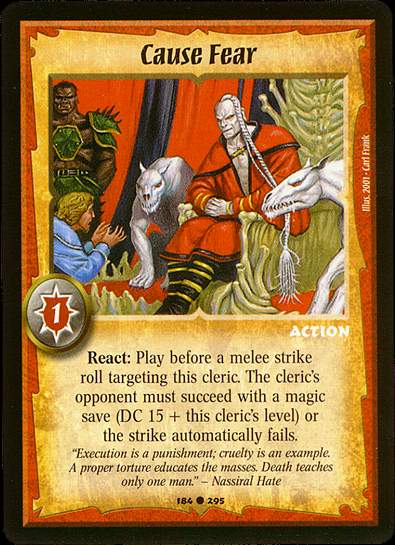 Cause Fear
Illus. 2001 - Carl Frank
1
ACTION
React: Play before a melee strike
roll targeting this cleric. The cleric's
opponent must succeed with a magic
save (DC 15 + this cleric's level) or
the strike automatically fails.
"Execution is a punishment; cruelty is an example.
A proper torture educates the masses. Death teaches
only one man." – Nassiral Hate
184 ● 295